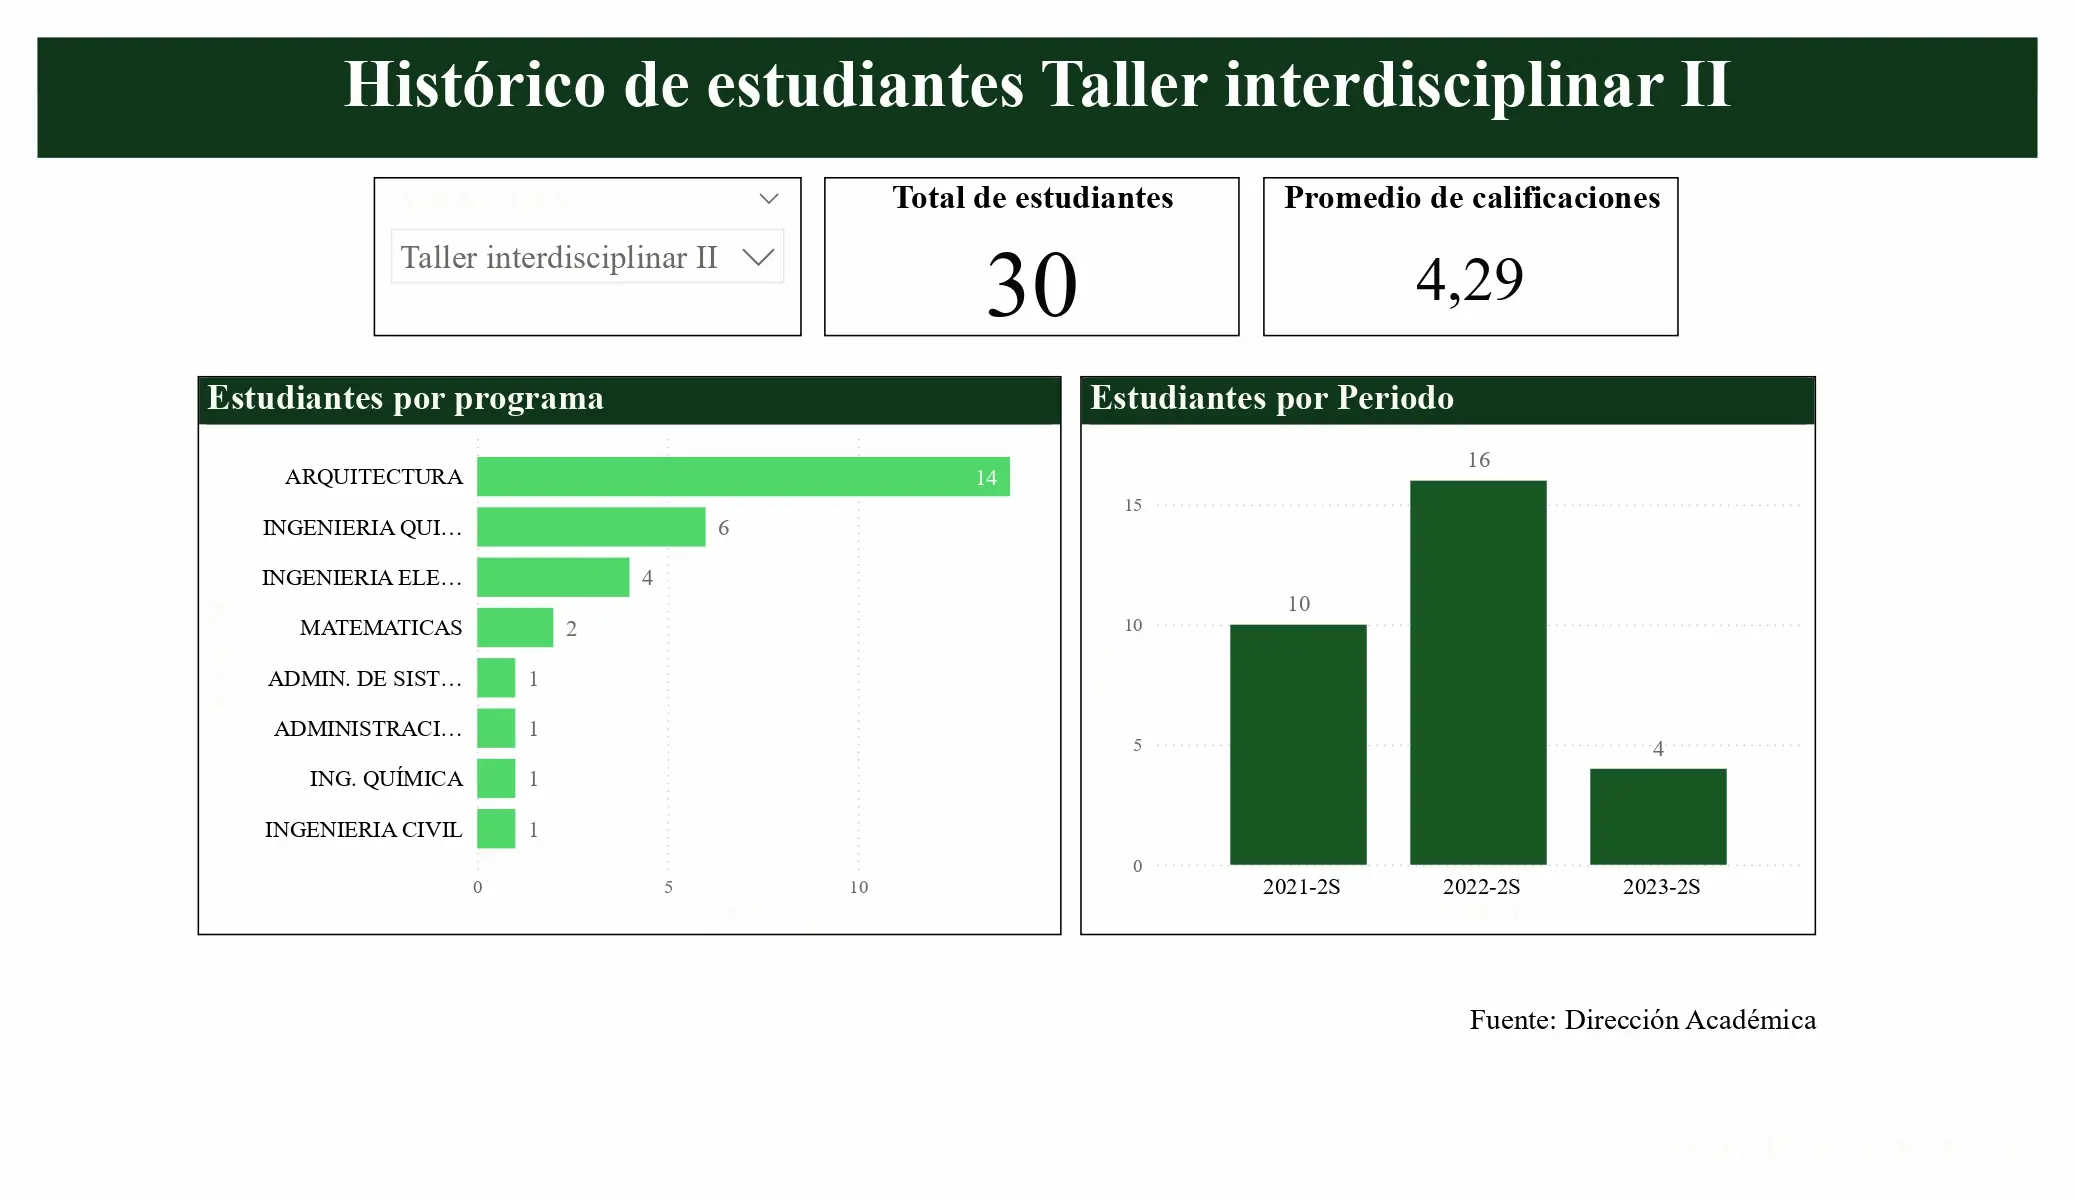 Histórico de estudiantes Taller interdisciplinar II
Taller interdisciplinar II
Total de estudiantes
30
Promedio de calificaciones
4,29
Estudiantes por programa
ARQUITECTURA 14
INGENIERIA QUI… 6
INGENIERIA ELE… 4
MATEMATICAS 2
ADMIN. DE SIST… 1
ADMINISTRACI… 1
ING. QUÍMICA 1
INGENIERIA CIVIL 1
0 5 10
Estudiantes por Periodo
16
15
10
10
5
4
0
2021-2S 2022-2S 2023-2S
Fuente: Dirección Académica